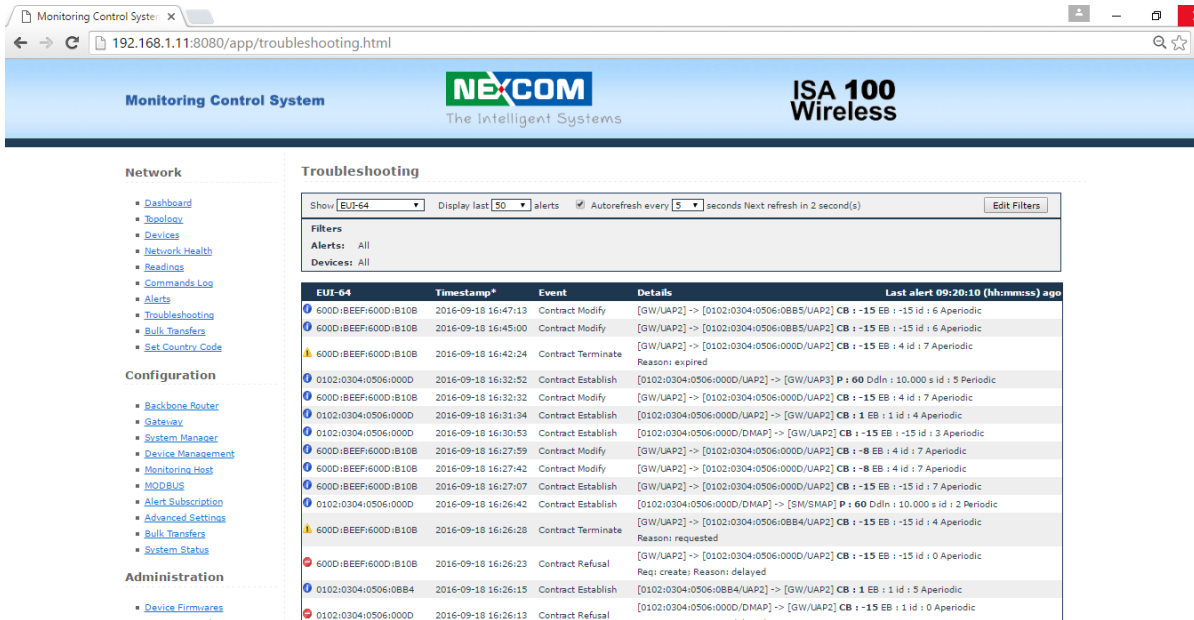 Monitoring Control System
192.168.1.11:8080/app/troubleshooting.html
Monitoring Control System
NEXCOM
The Intelligent Systems
ISA 100
Wireless
Network
Dashboard
Topology
Devices
Network Health
Readings
Commands Log
Alerts
Troubleshooting
Bulk Transfers
Set Country Code
Configuration
Backbone Router
Gateway
System Manager
Device Management
Monitoring Host
MODBUS
Alert Subscription
Advanced Settings
Bulk Transfers
System Status
Administration
Device Firmwares
Troubleshooting
Show EUI-64 Display last 50 alerts Autorefresh every 5 seconds Next refresh in 2 second(s) Edit Filters
Filters
Alerts: All
Devices: All
EUI-64 Timestamp* Event Details Last alert 09:20:10 (hh:mm:ss) ago
600D:BEEF:600D:B10B 2016-09-18 16:47:13 Contract Modify [GW/UAP2] -> [0102:0304:0506:0BB5/UAP2] CB : -15 EB : -15 id : 6 Aperiodic
600D:BEEF:600D:B10B 2016-09-18 16:45:00 Contract Modify [GW/UAP2] -> [0102:0304:0506:0BB5/UAP2] CB : -15 EB : -15 id : 6 Aperiodic
600D:BEEF:600D:B10B 2016-09-18 16:42:24 Contract Terminate [GW/UAP2] -> [0102:0304:0506:000D/UAP2] CB : -15 EB : 4 id : 7 Aperiodic
Reason: expired
0102:0304:0506:000D 2016-09-18 16:32:52 Contract Establish [0102:0304:0506:000D/UAP2] -> [GW/UAP3] P : 60 Ddln : 10.000 s id : 5 Periodic
600D:BEEF:600D:B10B 2016-09-18 16:32:32 Contract Modify [GW/UAP2] -> [0102:0304:0506:000D/UAP2] CB : -15 EB : 4 id : 7 Aperiodic
0102:0304:0506:000D 2016-09-18 16:31:34 Contract Establish [0102:0304:0506:000D/UAP2] -> [GW/UAP2] CB : 1 EB : 1 id : 4 Aperiodic
0102:0304:0506:000D 2016-09-18 16:30:53 Contract Establish [0102:0304:0506:000D/DMAP] -> [GW/UAP2] CB : -15 EB : -15 id : 3 Aperiodic
600D:BEEF:600D:B10B 2016-09-18 16:27:59 Contract Modify [GW/UAP2] -> [0102:0304:0506:000D/UAP2] CB : -8 EB : 4 id : 7 Aperiodic
600D:BEEF:600D:B10B 2016-09-18 16:27:42 Contract Modify [GW/UAP2] -> [0102:0304:0506:000D/UAP2] CB : -8 EB : 4 id : 7 Aperiodic
600D:BEEF:600D:B10B 2016-09-18 16:27:07 Contract Modify [GW/UAP2] -> [0102:0304:0506:000D/UAP2] CB : -15 EB : -15 id : 7 Aperiodic
0102:0304:0506:000D 2016-09-18 16:26:42 Contract Establish [0102:0304:0506:000D/DMAP] -> [SM/SMAP] P : 60 Ddln : 10.000 s id : 2 Periodic
600D:BEEF:600D:B10B 2016-09-18 16:26:28 Contract Terminate [GW/UAP2] -> [0102:0304:0506:0BB4/UAP2] CB : -15 EB : -15 id : 4 Aperiodic
Reason: requested
600D:BEEF:600D:B10B 2016-09-18 16:26:23 Contract Refusal [GW/UAP2] -> [0102:0304:0506:000D/UAP2] CB : -15 EB : -15 id : 0 Aperiodic
Req: create; Reason: delayed
0102:0304:0506:0BB4 2016-09-18 16:26:15 Contract Establish [0102:0304:0506:0BB4/UAP2] -> [GW/UAP2] CB : 1 EB : 1 id : 5 Aperiodic
0102:0304:0506:000D 2016-09-18 16:26:13 Contract Refusal [0102:0304:0506:000D/DMAP] -> [GW/UAP2] CB : -15 EB : 1 id : 0 Aperiodic